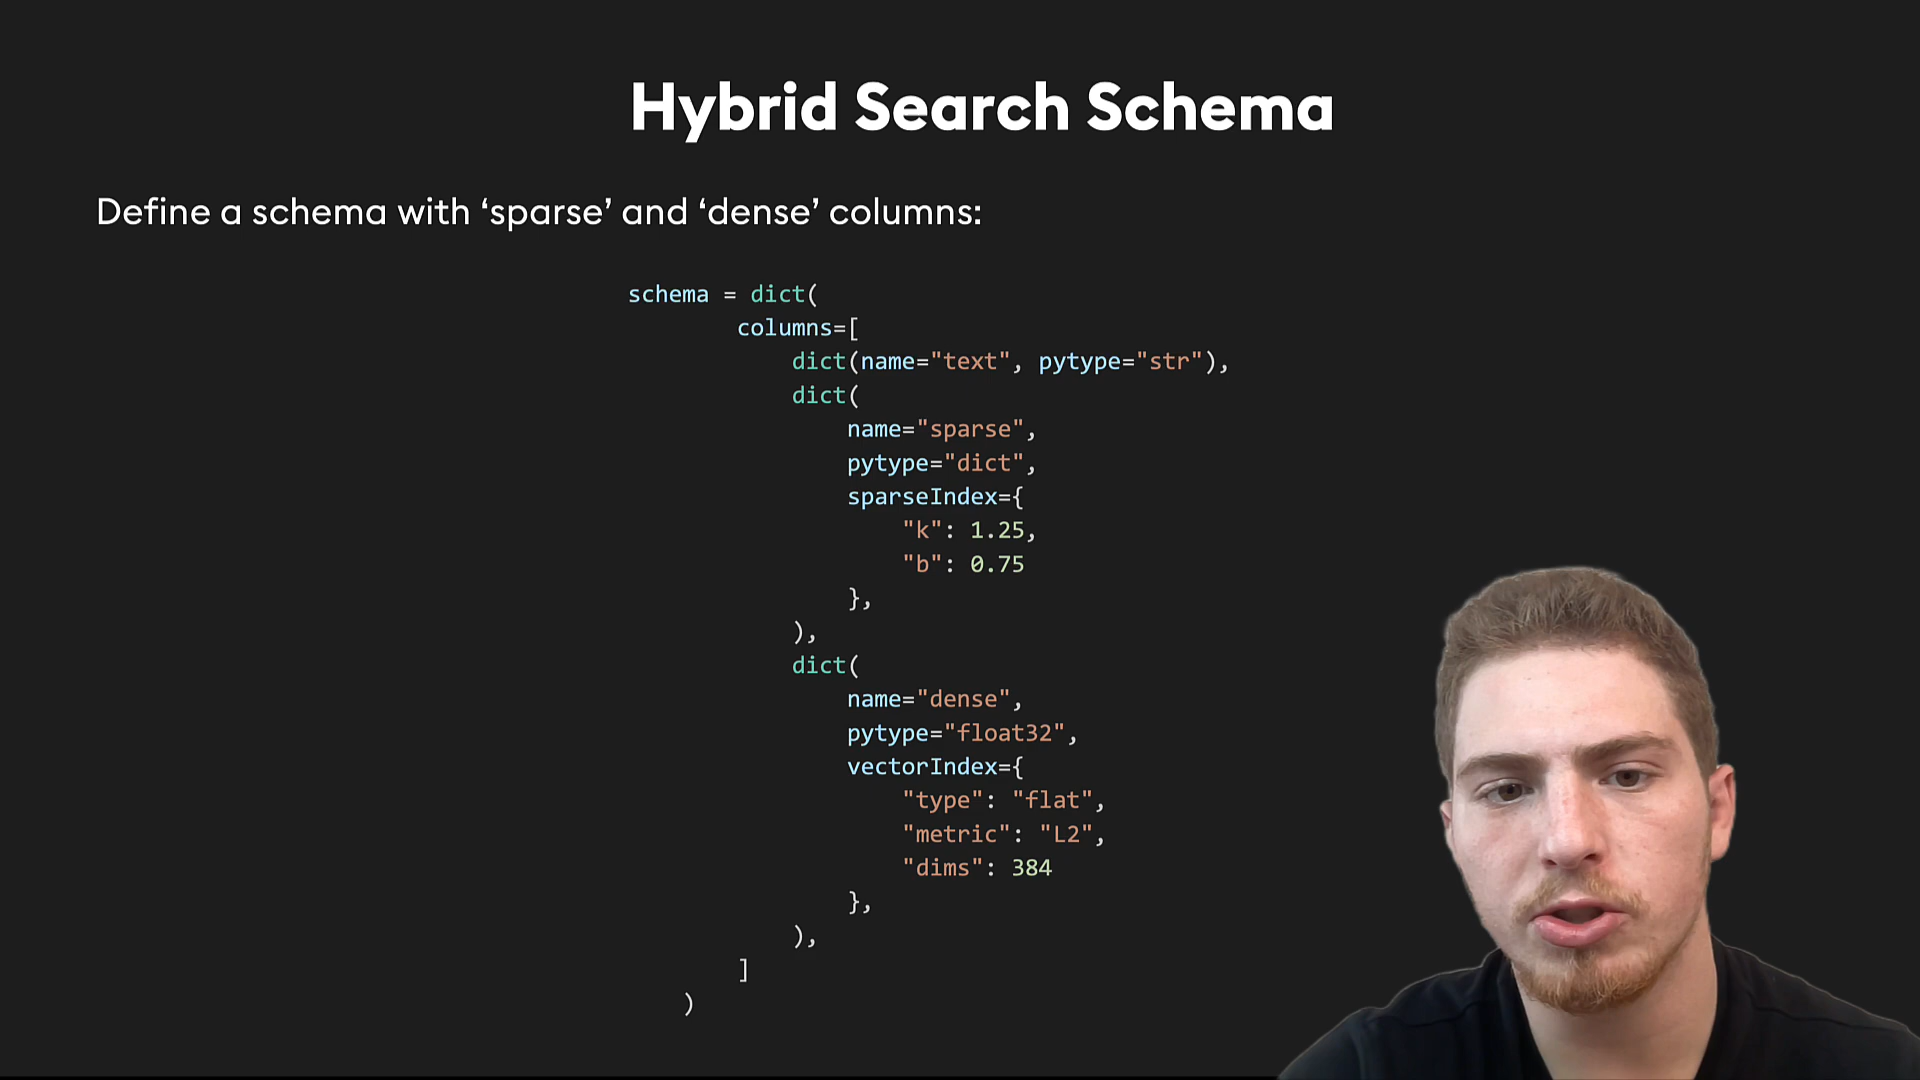 Hybrid Search Schema
Define a schema with ‘sparse’ and ‘dense’ columns:
schema = dict(
columns=[
dict(name="text", pytype="str"),
dict(
name="sparse",
pytype="dict",
sparseIndex={
"k": 1.25,
"b": 0.75
},
),
dict(
name="dense",
pytype="float32",
vectorIndex={
"type": "flat",
"metric": "L2",
"dims": 384
},
),
]
)